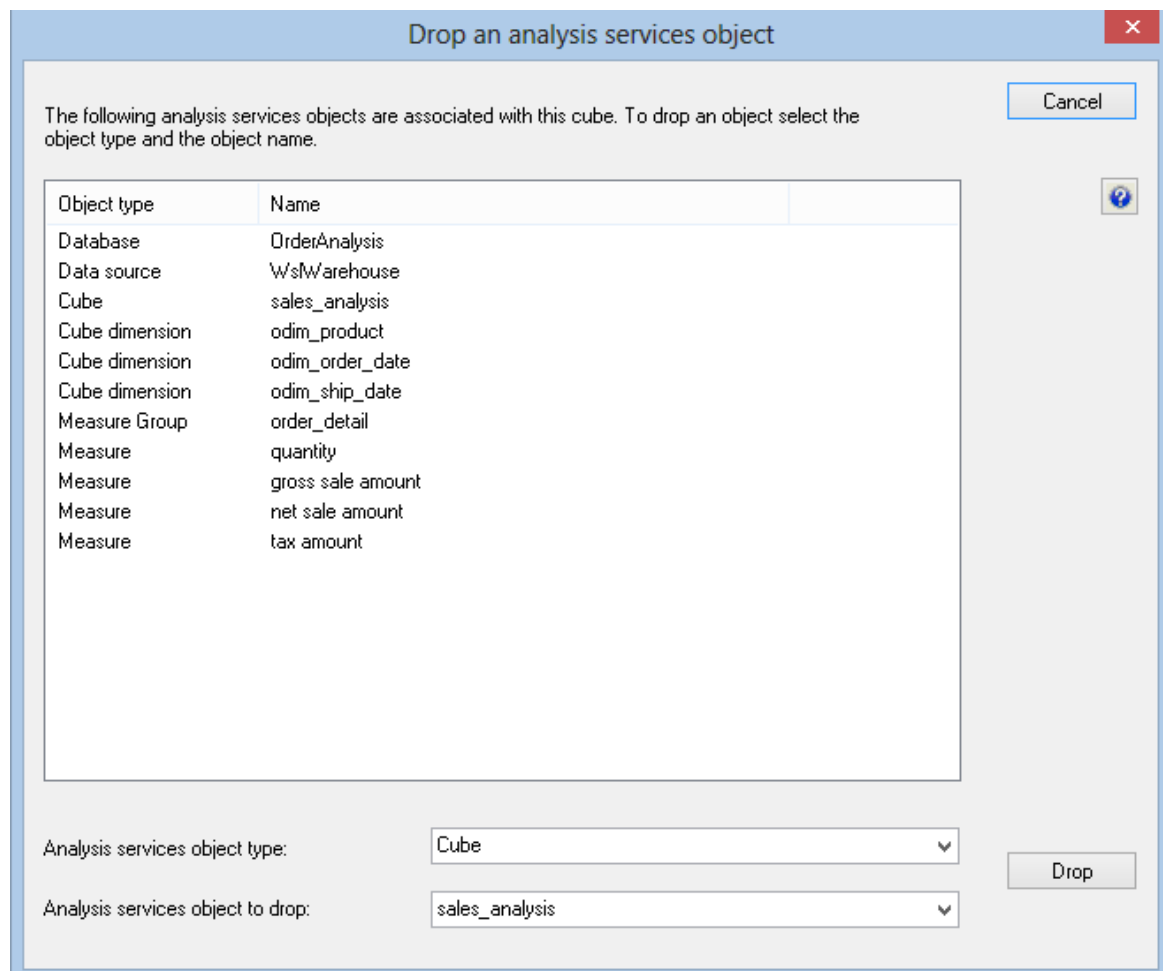 Drop an analysis services object
Cancel
The following analysis services objects are associated with this cube. To drop an object select the
object type and the object name.
Object type Name
Database OrderAnalysis
Data source WslWarehouse
Cube sales_analysis
Cube dimension odim_product
Cube dimension odim_order_date
Cube dimension odim_ship_date
Measure Group order_detail
Measure quantity
Measure gross sale amount
Measure net sale amount
Measure tax amount
Analysis services object type: Cube
Drop
Analysis services object to drop: sales_analysis